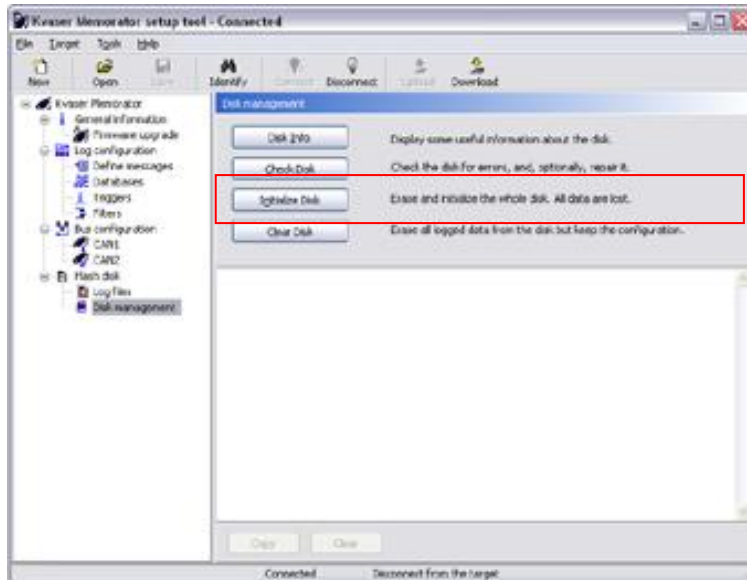 Kvaser Memorator setup tool - Connected
File Target Tools Help
New Open Save Identify Connect Disconnect Upload Download
Kvaser Memorator
General information
Firmware upgrade
Log configuration
Define messages
Databases
Triggers
Filters
Bus configuration
CAN1
CAN2
Flash disk
Log files
Disk management
Disk management
Disk Info Display some useful information about the disk.
Check Disk Check the disk for errors, and, optionally, repair it.
Initialize Disk Erase and initialize the whole disk. All data are lost.
Clear Disk Erase all logged data from the disk but keep the configuration.
Copy Clear
Connected Disconnect from the target